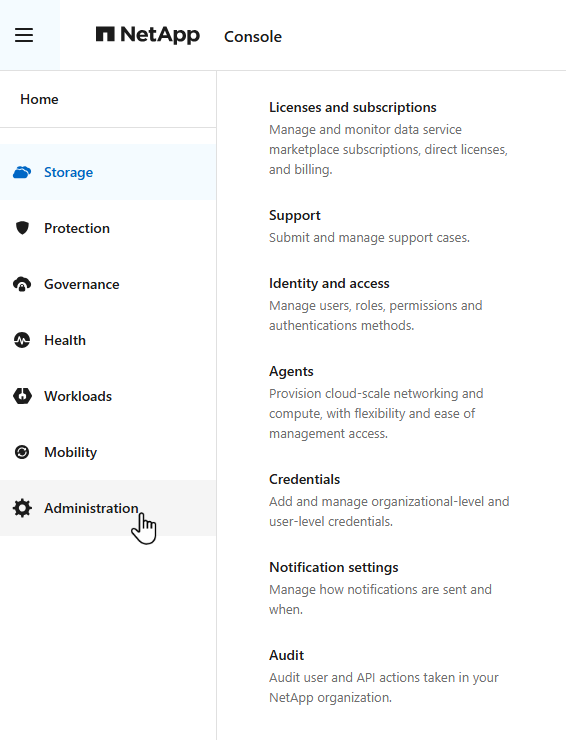 NetApp Console
Home
Storage
Protection
Governance
Health
Workloads
Mobility
Administration
Licenses and subscriptions
Manage and monitor data service
marketplace subscriptions, direct licenses,
and billing.
Support
Submit and manage support cases.
Identity and access
Manage users, roles, permissions and
authentications methods.
Agents
Provision cloud-scale networking and
compute, with flexibility and ease of
management access.
Credentials
Add and manage organizational-level and
user-level credentials.
Notification settings
Manage how notifications are sent and
when.
Audit
Audit user and API actions taken in your
NetApp organization.